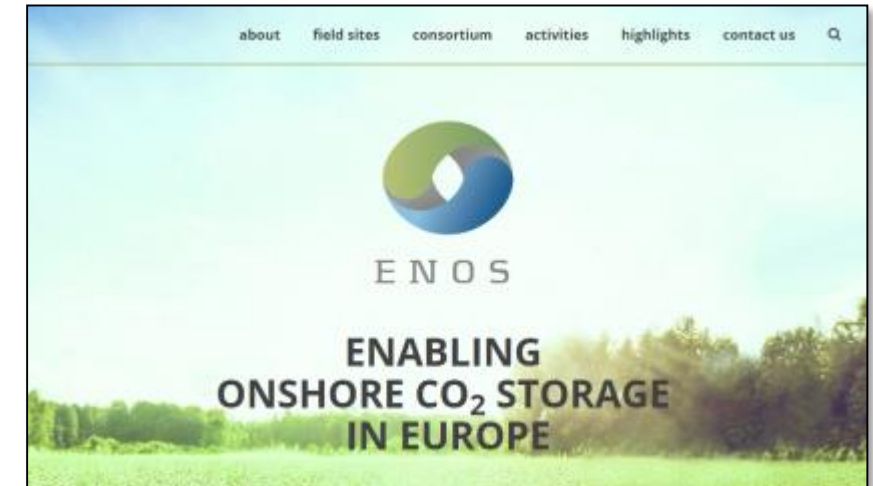 about field sites consortium activities highlights contact us
ENOS
ENABLING
ONSHORE CO₂ STORAGE
IN EUROPE